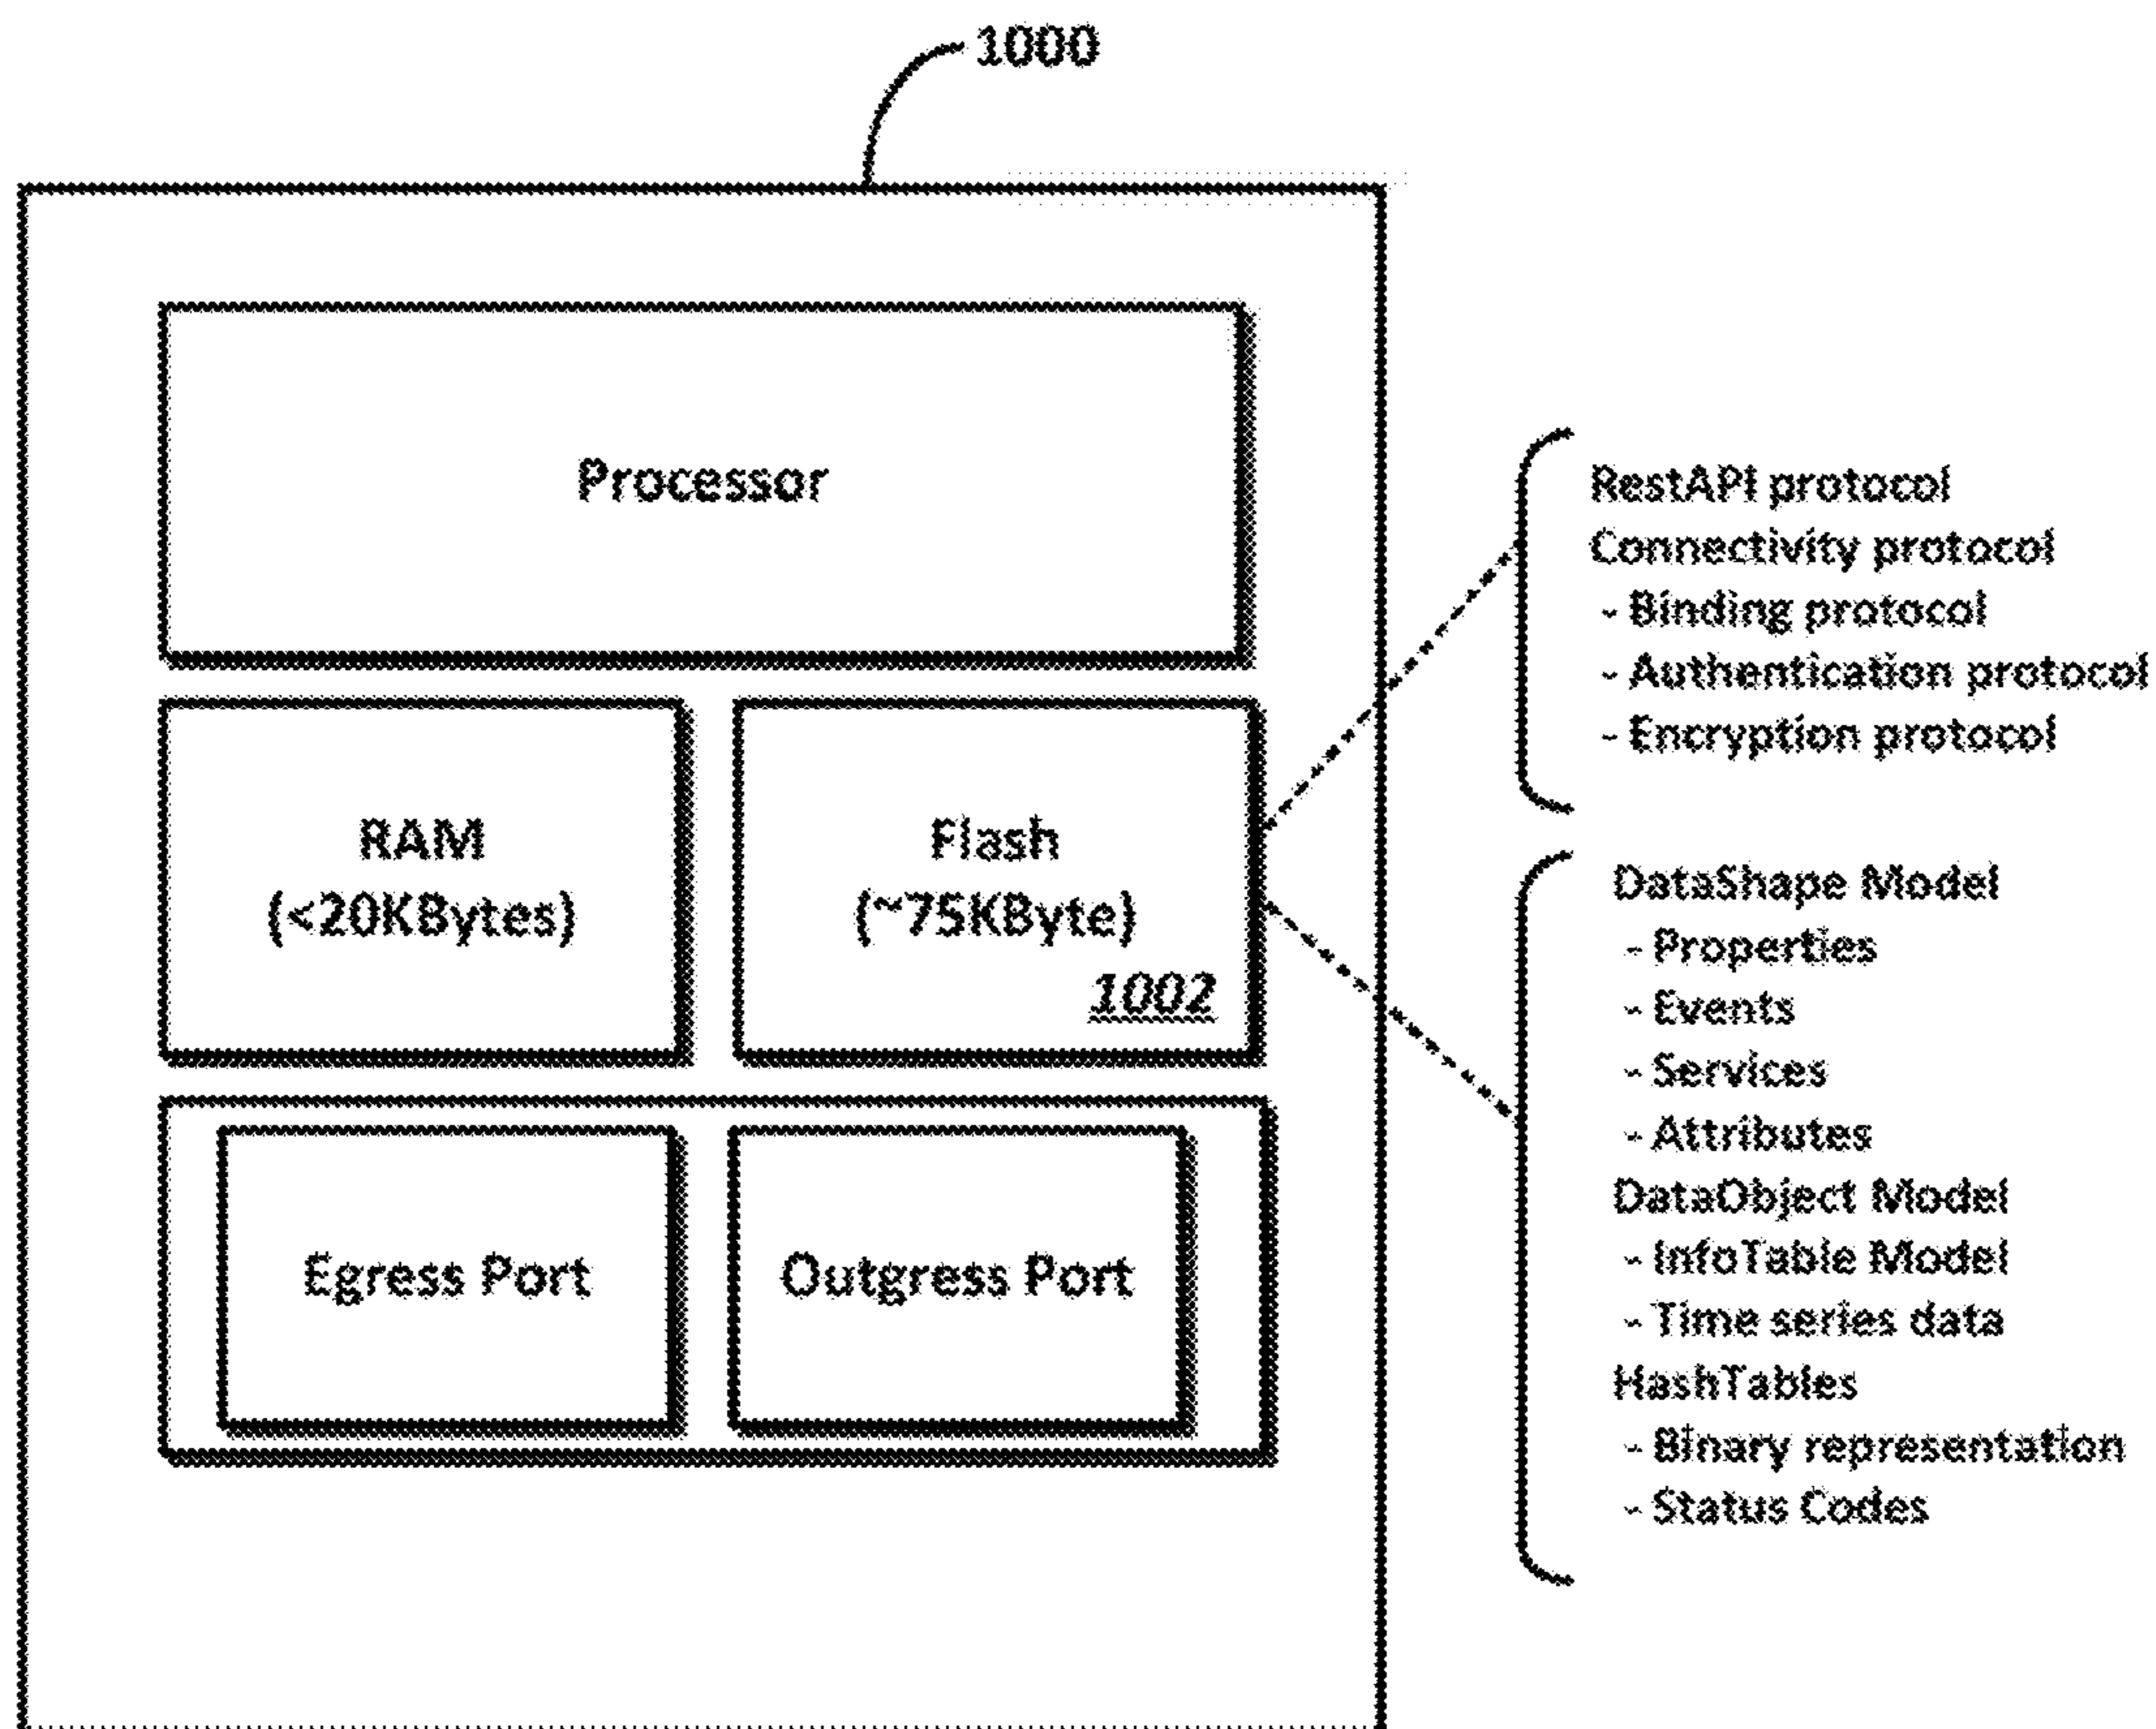 1000
Processor
RAM
(<20KBytes)
Flash
(~75KByte)
1002
Egress Port
Outgress Port
RestAPI protocol
Connectivity protocol
- Binding protocol
- Authentication protocol
- Encryption protocol
DataShape Model
- Properties
- Events
- Services
- Attributes
DataObject Model
- InfoTable Model
- Time series data
HashTables
- Binary representation
- Status Codes